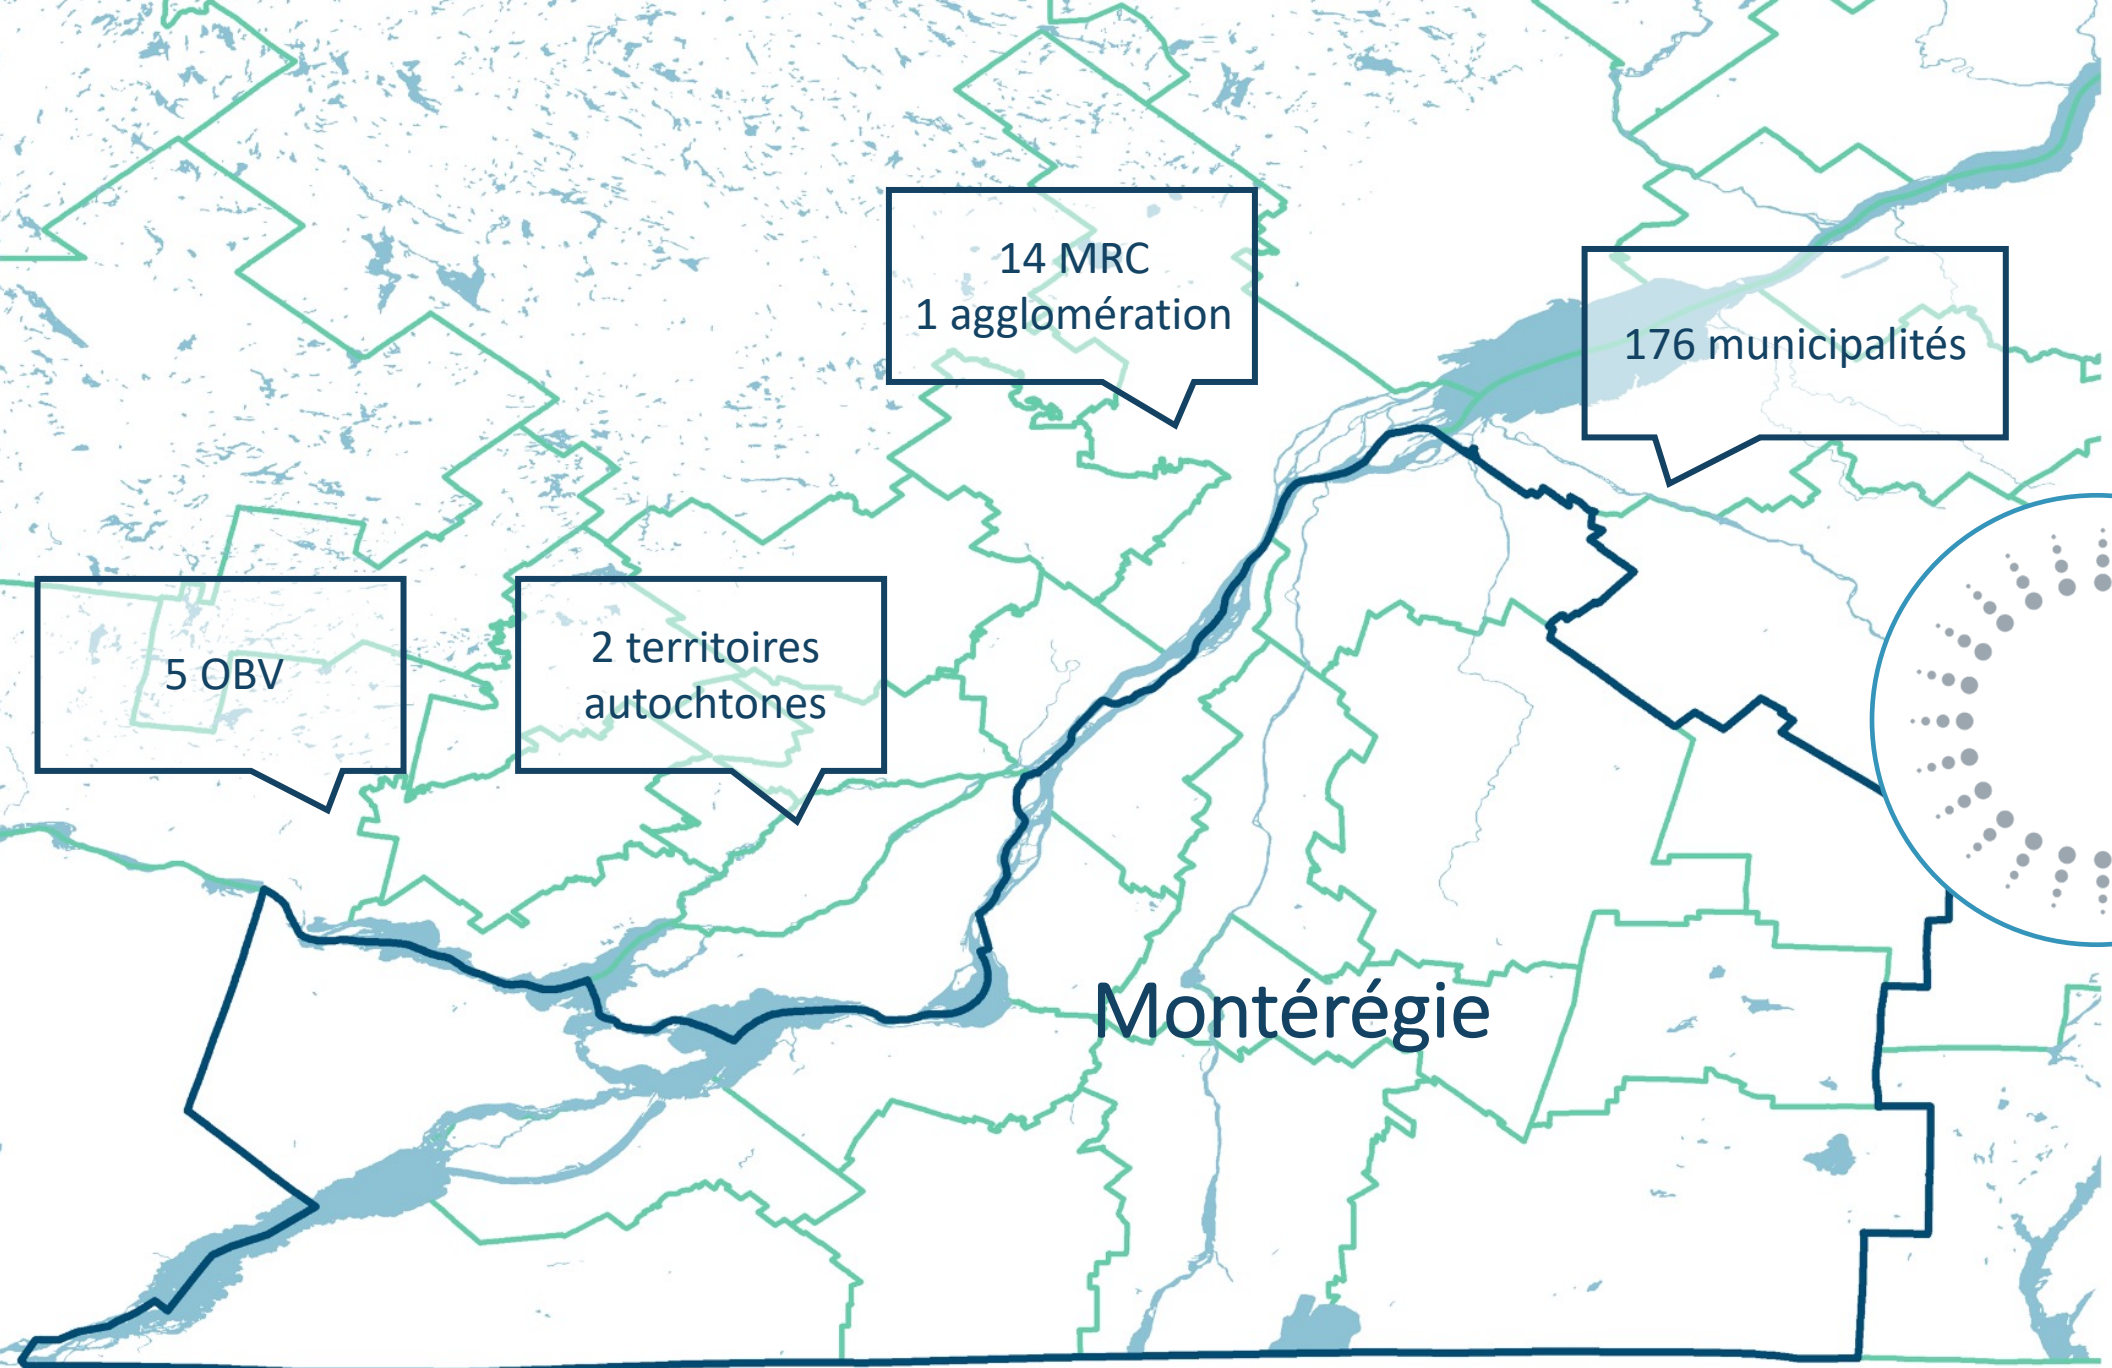 14 MRC
1 agglomération
176 municipalités
5 OBV
2 territoires
autochtones
Montérégie